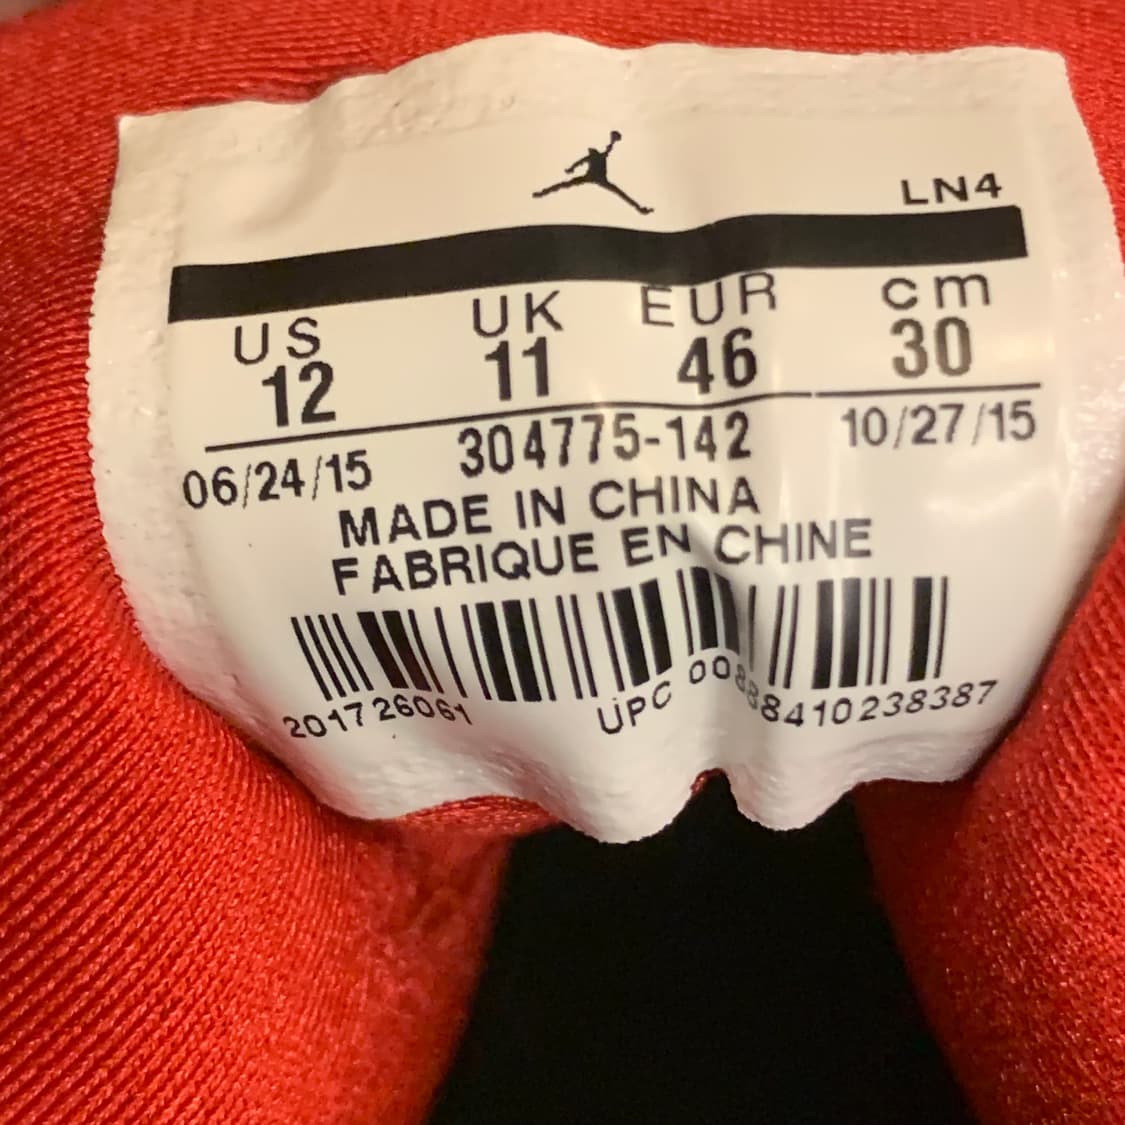 LN4
US UK EUR cm
12 11 46 30
06/24/15 304775-142 10/27/15
MADE IN CHINA
FABRIQUE EN CHINE
201726061 UPC 00888410238387